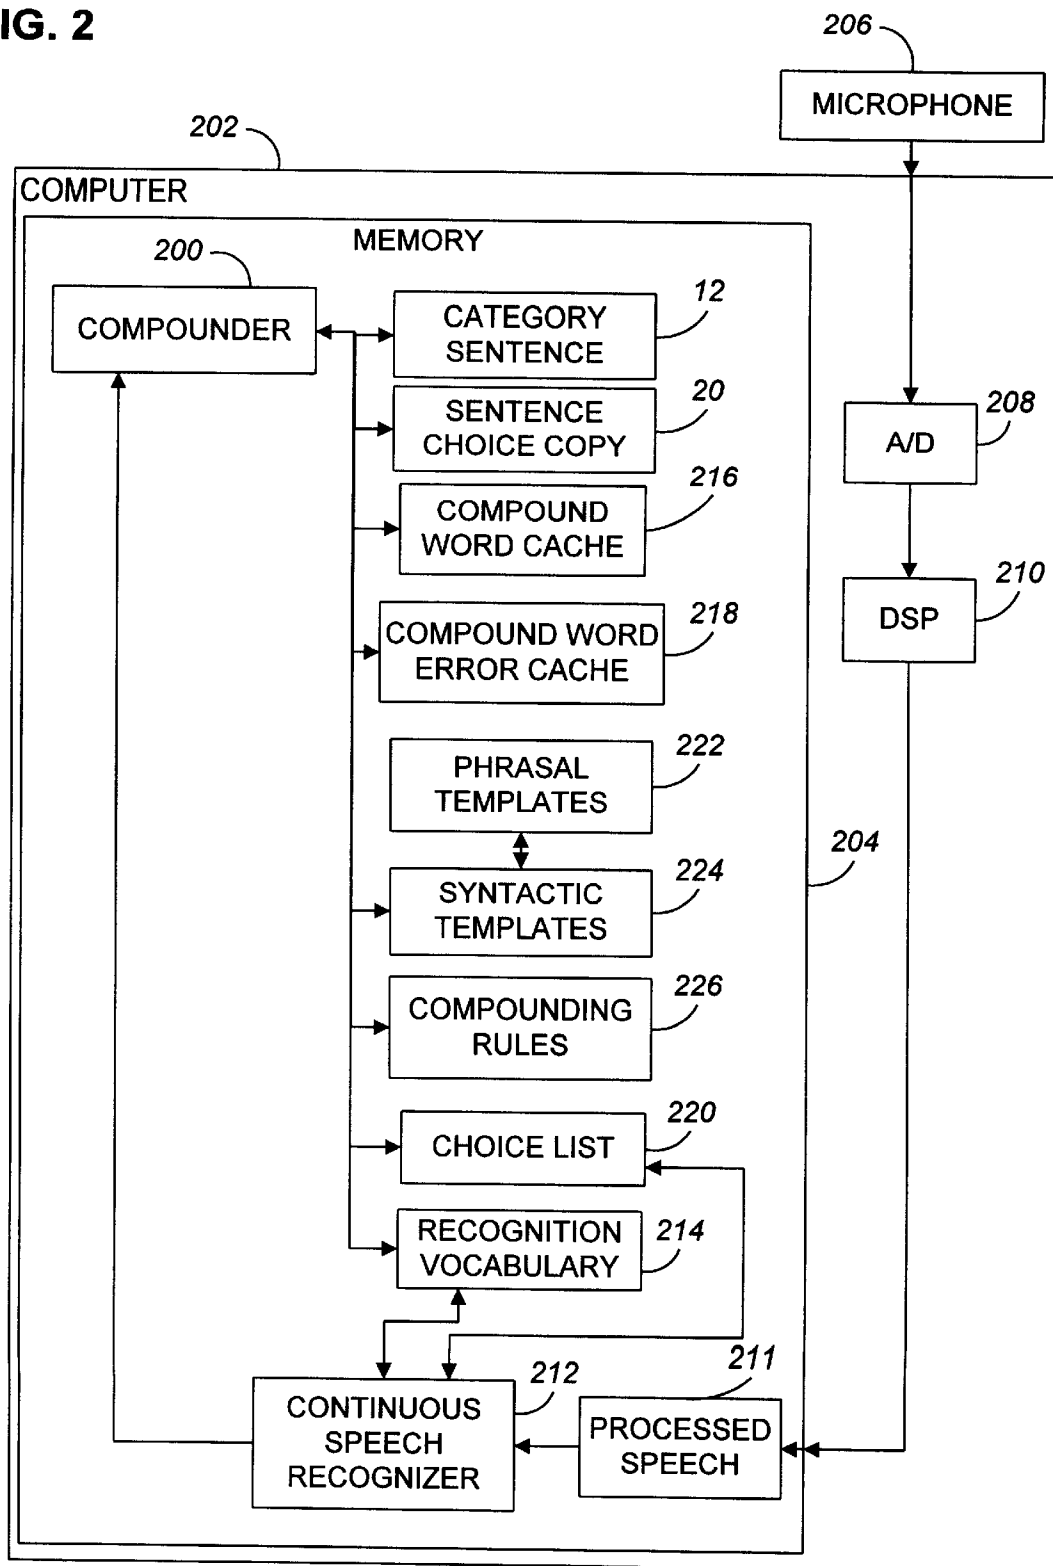 IG. 2
206
MICROPHONE
202
COMPUTER
MEMORY
200
COMPOUNDER
CATEGORY
SENTENCE
12
SENTENCE
CHOICE COPY
20
208
A/D
COMPOUND
WORD CACHE
216
210
DSP
COMPOUND WORD
ERROR CACHE
218
PHRASAL
TEMPLATES
222
204
SYNTACTIC
TEMPLATES
224
COMPOUNDING
RULES
226
CHOICE LIST
220
RECOGNITION
VOCABULARY
214
211
212
CONTINUOUS
SPEECH
RECOGNIZER
PROCESSED
SPEECH